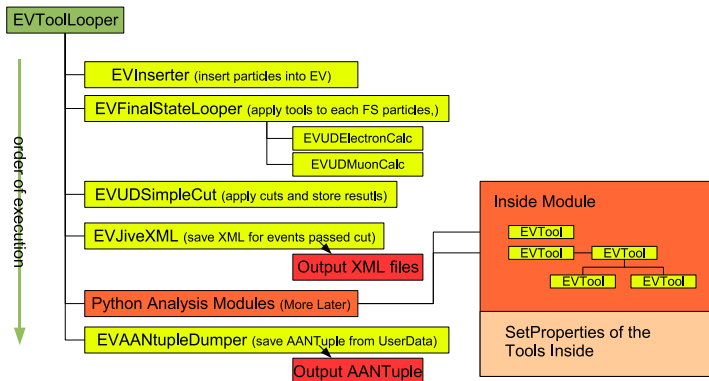 EVToolLooper
order of execution
EVInserter (insert particles into EV)
EVFinalStateLooper (apply tools to each FS particles,)
EVUDElectronCalc
EVUDMuonCalc
EVUDSimpleCut (apply cuts and store resutls)
EVJiveXML (save XML for events passed cut)
Output XML files
Python Analysis Modules (More Later)
EVAANtupleDumper (save AANTuple from UserData)
Output AANTuple
Inside Module
EVTool
EVTool
EVTool
EVTool
EVTool
SetProperties of the
Tools Inside